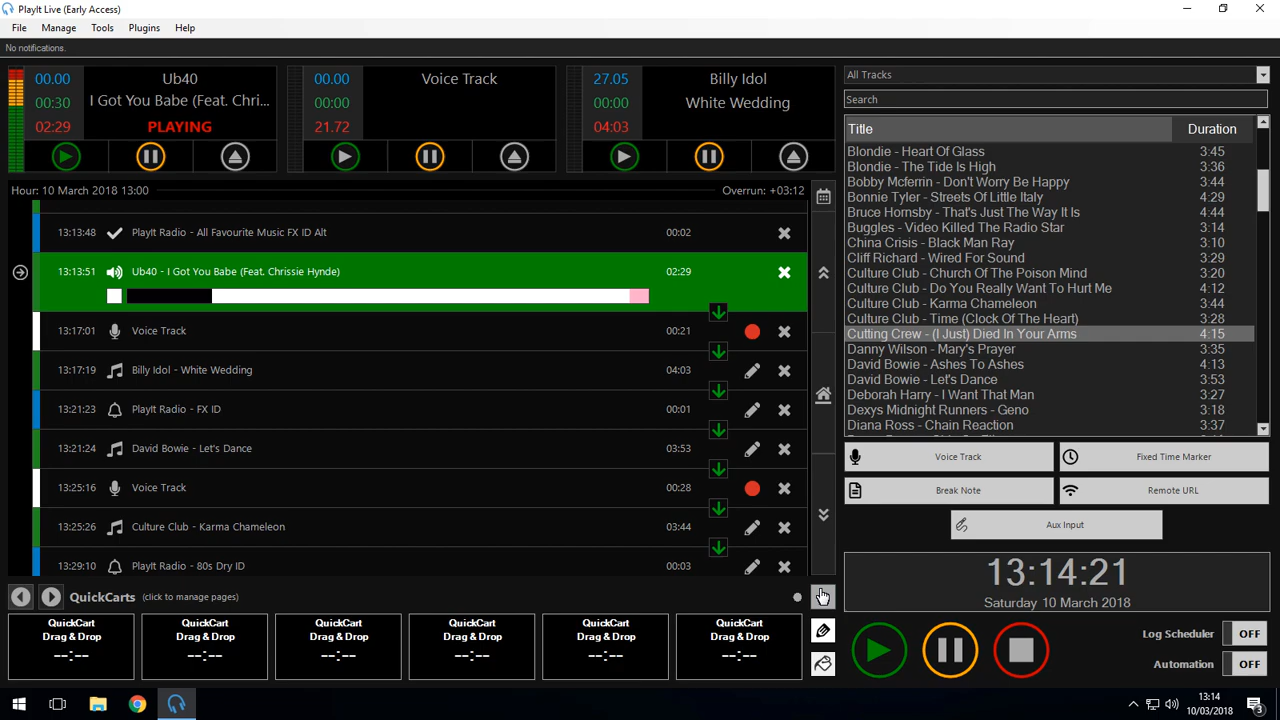 PlayIt Live (Early Access)
File Manage Tools Plugins Help
No notifications.
00.00 Ub40
00:30 I Got You Babe (Feat. Chri...
02:29 PLAYING
00.00 Voice Track
00:00
21.72
27.05 Billy Idol
00:00 White Wedding
04:03
Hour: 10 March 2018 13:00 Overrun: +03:12
13:13:48 PlayIt Radio - All Favourite Music FX ID Alt 00:02
13:13:51 Ub40 - I Got You Babe (Feat. Chrissie Hynde) 02:29
13:17:01 Voice Track 00:21
13:17:19 Billy Idol - White Wedding 04:03
13:21:23 PlayIt Radio - FX ID 00:01
13:21:24 David Bowie - Let's Dance 03:53
13:25:16 Voice Track 00:28
13:25:26 Culture Club - Karma Chameleon 03:44
13:29:10 PlayIt Radio - 80s Dry ID 00:03
QuickCarts (click to manage pages)
QuickCart Drag & Drop --:--
QuickCart Drag & Drop --:--
QuickCart Drag & Drop --:--
QuickCart Drag & Drop --:--
QuickCart Drag & Drop --:--
QuickCart Drag & Drop --:--
All Tracks
Search
Title Duration
Blondie - Heart Of Glass 3:45
Blondie - The Tide Is High 3:36
Bobby Mcferrin - Don't Worry Be Happy 3:44
Bonnie Tyler - Streets Of Little Italy 4:29
Bruce Hornsby - That's Just The Way It Is 4:44
Buggles - Video Killed The Radio Star 3:14
China Crisis - Black Man Ray 3:10
Cliff Richard - Wired For Sound 3:29
Culture Club - Church Of The Poison Mind 3:20
Culture Club - Do You Really Want To Hurt Me 4:12
Culture Club - Karma Chameleon 3:44
Culture Club - Time (Clock Of The Heart) 3:28
Cutting Crew - (I Just) Died In Your Arms 4:15
Danny Wilson - Mary's Prayer 3:35
David Bowie - Ashes To Ashes 4:13
David Bowie - Let's Dance 3:53
Deborah Harry - I Want That Man 3:27
Dexys Midnight Runners - Geno 3:18
Diana Ross - Chain Reaction 3:37
Voice Track Fixed Time Marker
Break Note Remote URL
Aux Input
13:14:21
Saturday 10 March 2018
Log Scheduler OFF
Automation OFF
13:14
10/03/2018
3